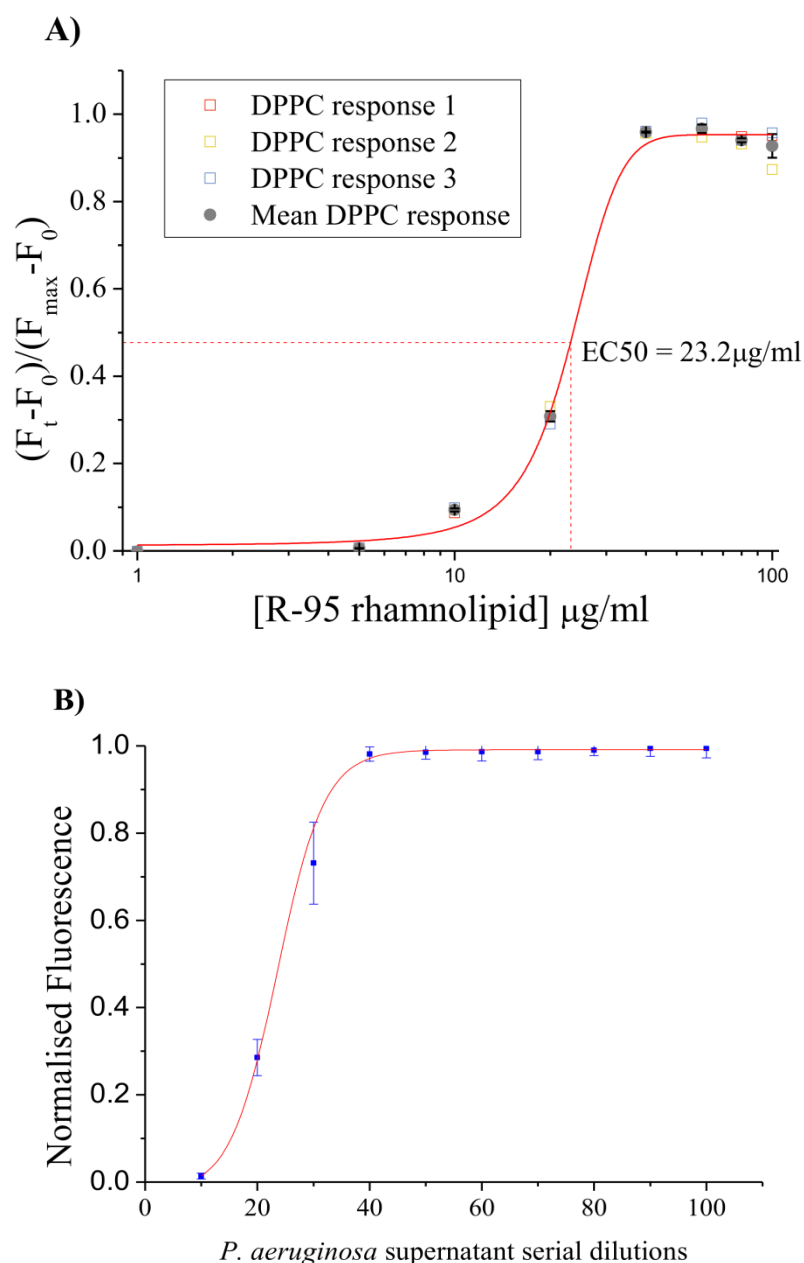 A)
DPPC response 1
DPPC response 2
DPPC response 3
Mean DPPC response
1.0
0.8
0.6
0.4
0.2
0.0
(Fₜ-F₀)/(Fₘₐₓ-F₀)
EC50 = 23.2μg/ml
1 10 100
[R-95 rhamnolipid] μg/ml
B)
1.0
0.8
0.6
0.4
0.2
0.0
Normalised Fluorescence
0 20 40 60 80 100
P. aeruginosa supernatant serial dilutions